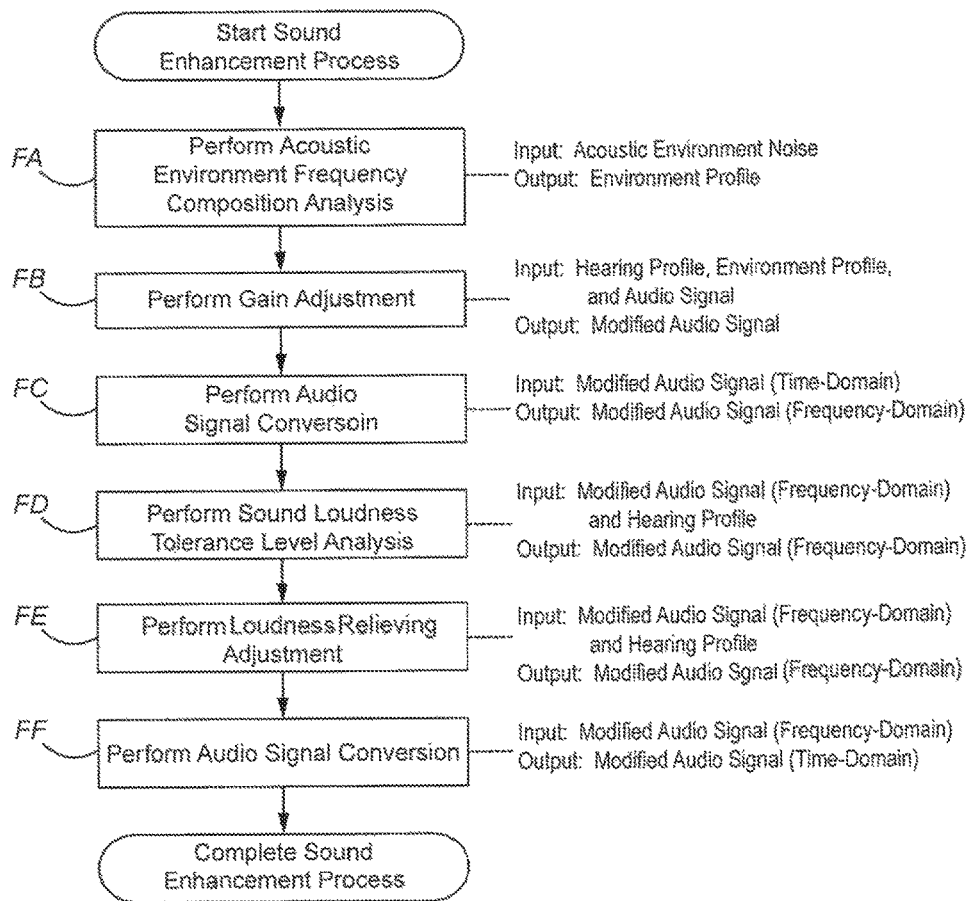 Start Sound
Enhancement Process
FA
Perform Acoustic
Environment Frequency
Composition Analysis
Input: Acoustic Environment Noise
Output: Environment Profile
FB
Perform Gain Adjustment
Input: Hearing Profile, Environment Profile,
and Audio Signal
Output: Modified Audio Signal
FC
Perform Audio
Signal Conversoin
Input: Modified Audio Signal (Time-Domain)
Output: Modified Audio Signal (Frequency-Domain)
FD
Perform Sound Loudness
Tolerance Level Analysis
Input: Modified Audio Signal (Frequency-Domain)
and Hearing Profile
Output: Modified Audio Signal (Frequency-Domain)
FE
Perform Loudness Relieving
Adjustment
Input: Modified Audio Signal (Frequency-Domain)
and Hearing Profile
Output: Modified Audio Sgnal (Frequency-Domain)
FF
Perform Audio Signal Conversion
Input: Modified Audio Signal (Frequency-Domain)
Output: Modified Audio Signal (Time-Domain)
Complete Sound
Enhancement Process